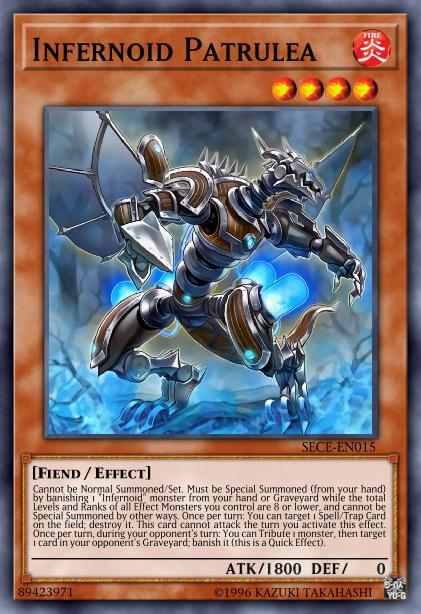 INFERNOID PATRULEA
FIRE
炎
SECE-EN015
[FIEND / EFFECT]
Cannot be Normal Summoned/Set. Must be Special Summoned (from your hand)
by banishing 1 "Infernoid" monster from your hand or Graveyard while the total
Levels and Ranks of all Effect Monsters you control are 8 or lower, and cannot be
Special Summoned by other ways. Once per turn: You can target 1 Spell/Trap Card
on the field; destroy it. This card cannot attack the turn you activate this effect.
Once per turn, during your opponent's turn: You can Tribute 1 monster, then target
1 card in your opponent's Graveyard; banish it (this is a Quick Effect).
ATK/1800 DEF/ 0
89423971 ©1996 KAZUKI TAKAHASHI